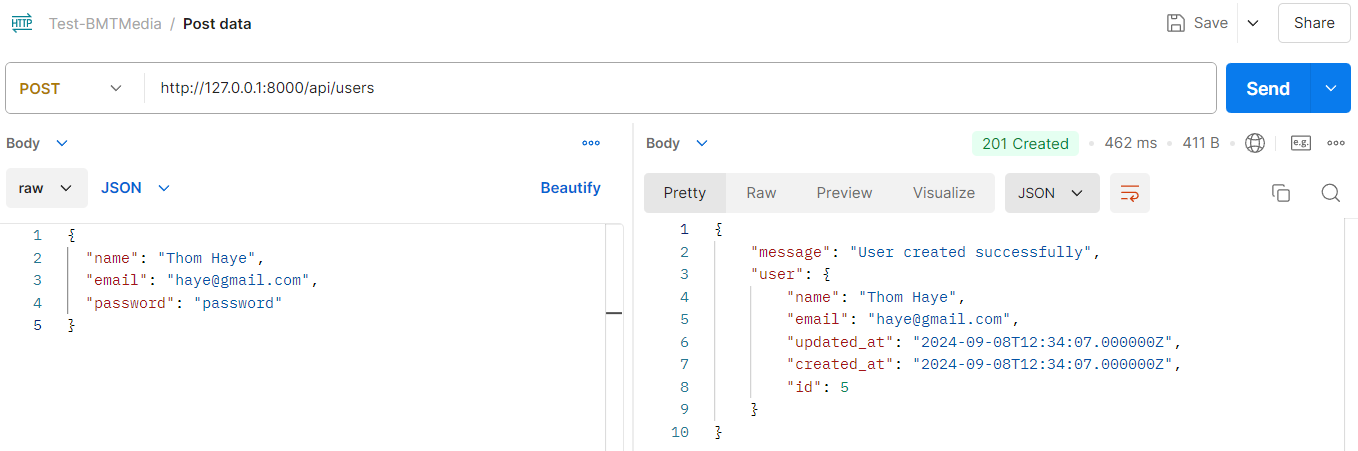 HTTP Test-BMTMedia / Post data Save Share
POST http://127.0.0.1:8000/api/users Send
Body
raw JSON Beautify
1 {
2 "name": "Thom Haye",
3 "email": "haye@gmail.com",
4 "password": "password"
5 }
Body 201 Created 462 ms 411 B e.g.
Pretty Raw Preview Visualize JSON
1 {
2 "message": "User created successfully",
3 "user": {
4 "name": "Thom Haye",
5 "email": "haye@gmail.com",
6 "updated_at": "2024-09-08T12:34:07.000000Z",
7 "created_at": "2024-09-08T12:34:07.000000Z",
8 "id": 5
9 }
10 }